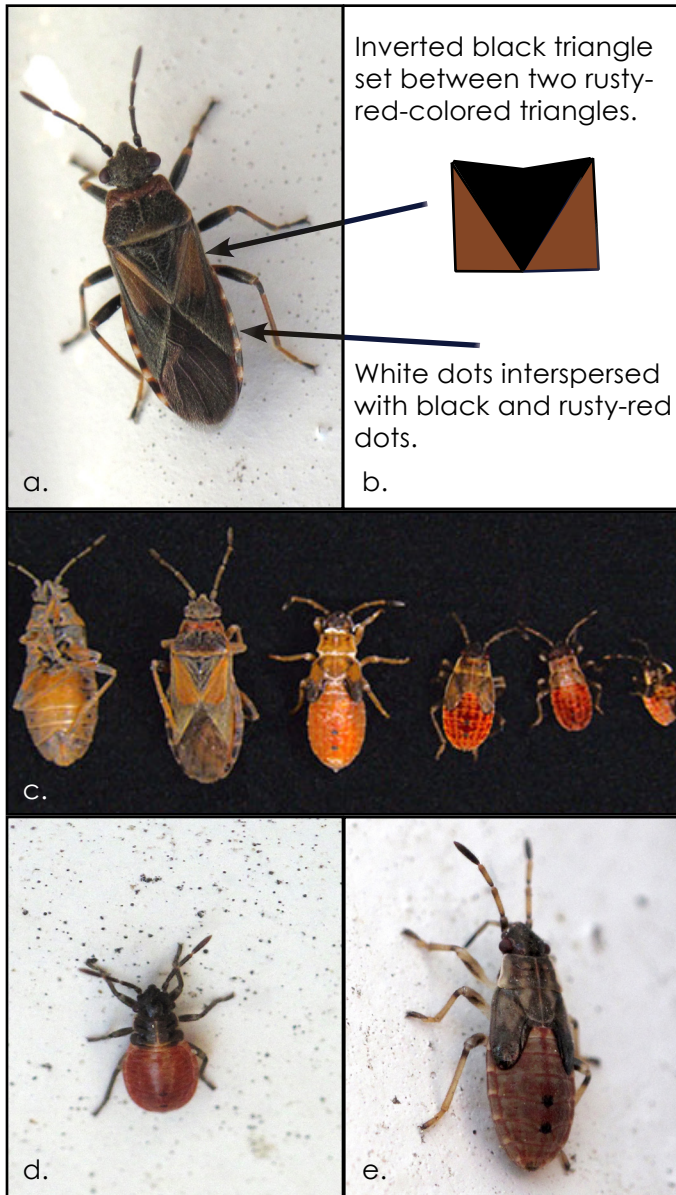 Inverted black triangle
set between two rusty-
red-colored triangles.
White dots interspersed
with black and rusty-red
dots.
a.
b.
c.
d.
e.